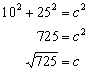 10² + 25² = c²
725 = c²
√725 = c